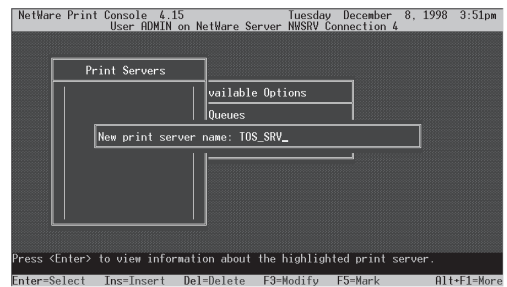 NetWare Print Console 4.15 Tuesday December 8, 1998 3:51pm
User ADMIN on NetWare Server NWSRV Connection 4
Print Servers
vailable Options
Queues
New print server name: TOS_SRV_
Press <Enter> to view information about the highlighted print server.
Enter=Select Ins=Insert Del=Delete F3=Modify F5=Mark Alt+F1=More